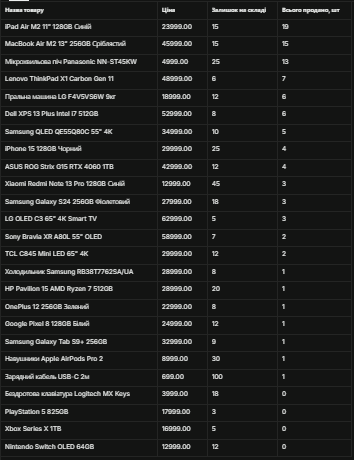 Назва товару Ціна Залишок на складі Всього продано, шт
iPad Air M2 11" 128GB Синій 23999.00 15 19
MacBook Air M2 13" 256GB Сріблястий 45999.00 15 15
Мікрохвильова піч Panasonic NN-ST45KW 4999.00 25 13
Lenovo ThinkPad X1 Carbon Gen 11 48999.00 6 7
Пральна машина LG F4V5VS6W 9кг 18999.00 12 6
Dell XPS 13 Plus Intel i7 512GB 52999.00 8 6
Samsung QLED QE55Q80C 55" 4K 34999.00 10 5
iPhone 15 128GB Чорний 29999.00 25 4
ASUS ROG Strix G15 RTX 4060 1TB 42999.00 12 4
Xiaomi Redmi Note 13 Pro 128GB Синій 12999.00 45 3
Samsung Galaxy S24 256GB Фіолетовий 27999.00 18 3
LG OLED C3 65" 4K Smart TV 62999.00 5 3
Sony Bravia XR A80L 55" OLED 58999.00 7 2
TCL C845 Mini LED 65" 4K 29999.00 12 2
Холодильник Samsung RB38T7762SA/UA 28999.00 8 1
HP Pavilion 15 AMD Ryzen 7 512GB 28999.00 20 1
OnePlus 12 256GB Зелений 22999.00 8 1
Google Pixel 8 128GB Білий 24999.00 12 1
Samsung Galaxy Tab S9+ 256GB 32999.00 9 1
Навушники Apple AirPods Pro 2 8999.00 30 1
Зарядний кабель USB-C 2м 699.00 100 1
Бездротова клавіатура Logitech MX Keys 3999.00 18 0
PlayStation 5 825GB 17999.00 3 0
Xbox Series X 1TB 16999.00 5 0
Nintendo Switch OLED 64GB 12999.00 12 0